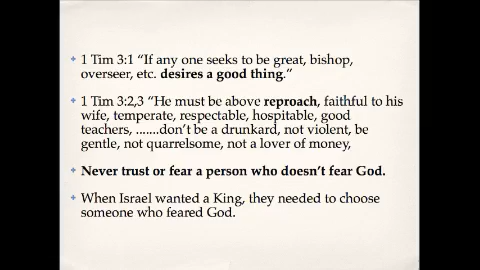 1 Tim 3:1 “If any one seeks to be great, bishop,
overseer, etc. desires a good thing.”
1 Tim 3:2,3 “He must be above reproach, faithful to his
wife, temperate, respectable, hospitable, good
teachers, .......don’t be a drunkard, not violent, be
gentle, not quarrelsome, not a lover of money,
Never trust or fear a person who doesn’t fear God.
When Israel wanted a King, they needed to choose
someone who feared God.